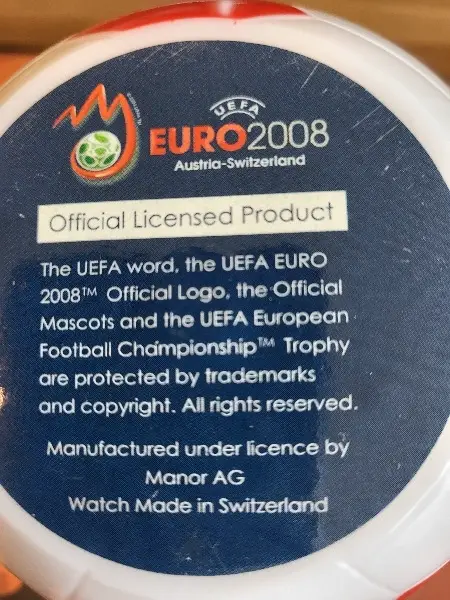 UEFA
EURO2008
Austria-Switzerland
Official Licensed Product
The UEFA word, the UEFA EURO
2008™ Official Logo, the Official
Mascots and the UEFA European
Football Championship™ Trophy
are protected by trademarks
and copyright. All rights reserved.
Manufactured under licence by
Manor AG
Watch Made in Switzerland